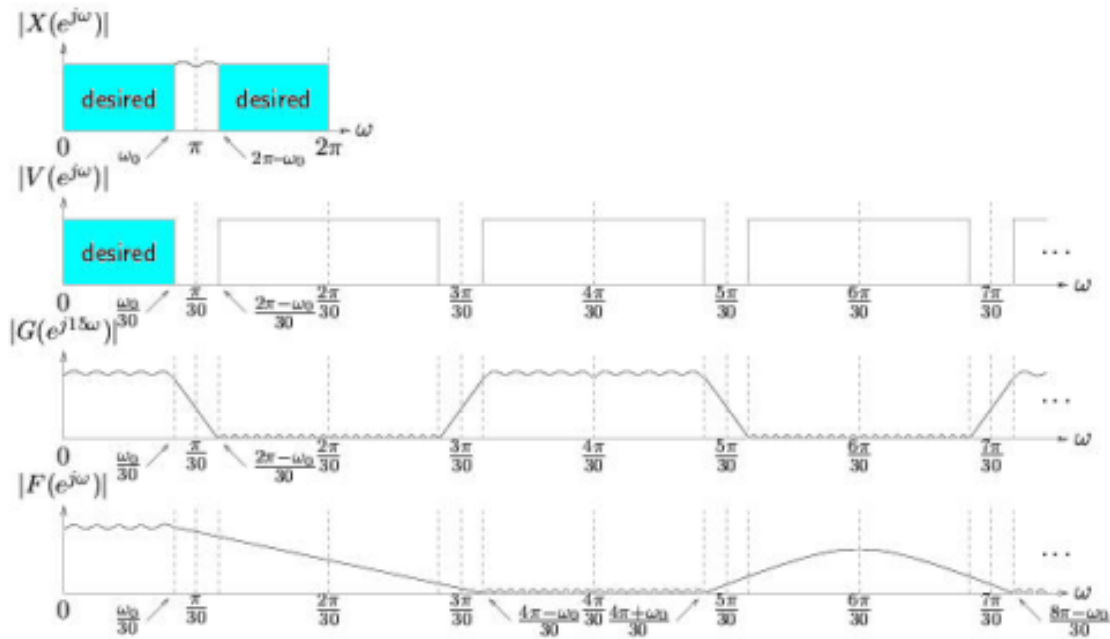 |X(e^{jω})|
desired desired
0 ω₀ π 2π−ω₀ 2π ω
|V(e^{jω})|
desired
⋯
0 ω₀/30 π/30 (2π−ω₀)/30 2π/30 3π/30 4π/30 5π/30 6π/30 7π/30 ω
|G(e^{j15ω})|
⋯
0 ω₀/30 π/30 (2π−ω₀)/30 2π/30 3π/30 4π/30 5π/30 6π/30 7π/30 ω
|F(e^{jω})|
⋯
0 ω₀/30 π/30 2π/30 3π/30 (4π−ω₀)/30 4π/30 (4π+ω₀)/30 5π/30 6π/30 7π/30 (8π−ω₀)/30 ω